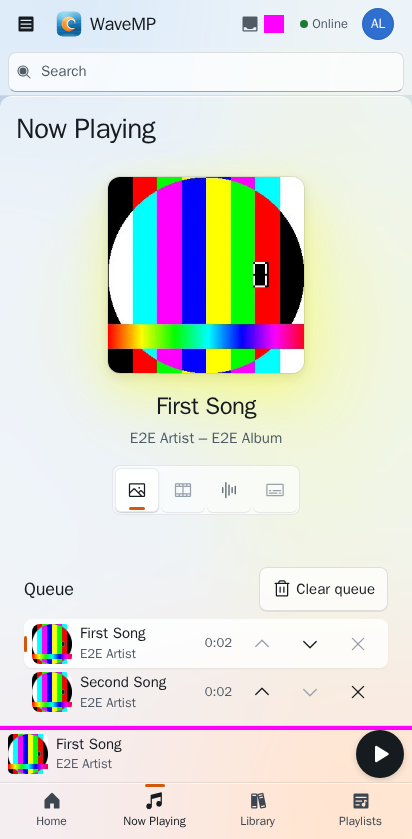 WaveMP
Online
AL
Search
Now Playing
First Song
E2E Artist – E2E Album
Queue
Clear queue
First Song
E2E Artist
0:02
Second Song
E2E Artist
0:02
First Song
E2E Artist
Home
Now Playing
Library
Playlists